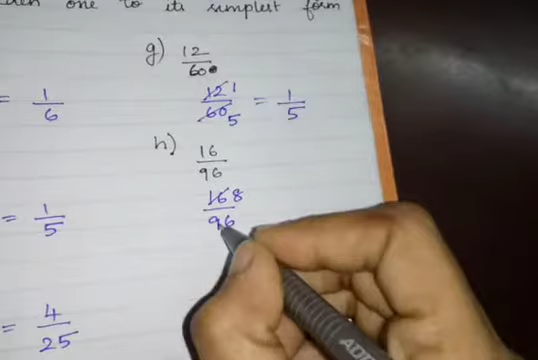 one to its simplest form
g) 12/60
= 1/6
12 1/60 5 = 1/5
h) 16/96
16 8/96
= 1/5
= 4/25